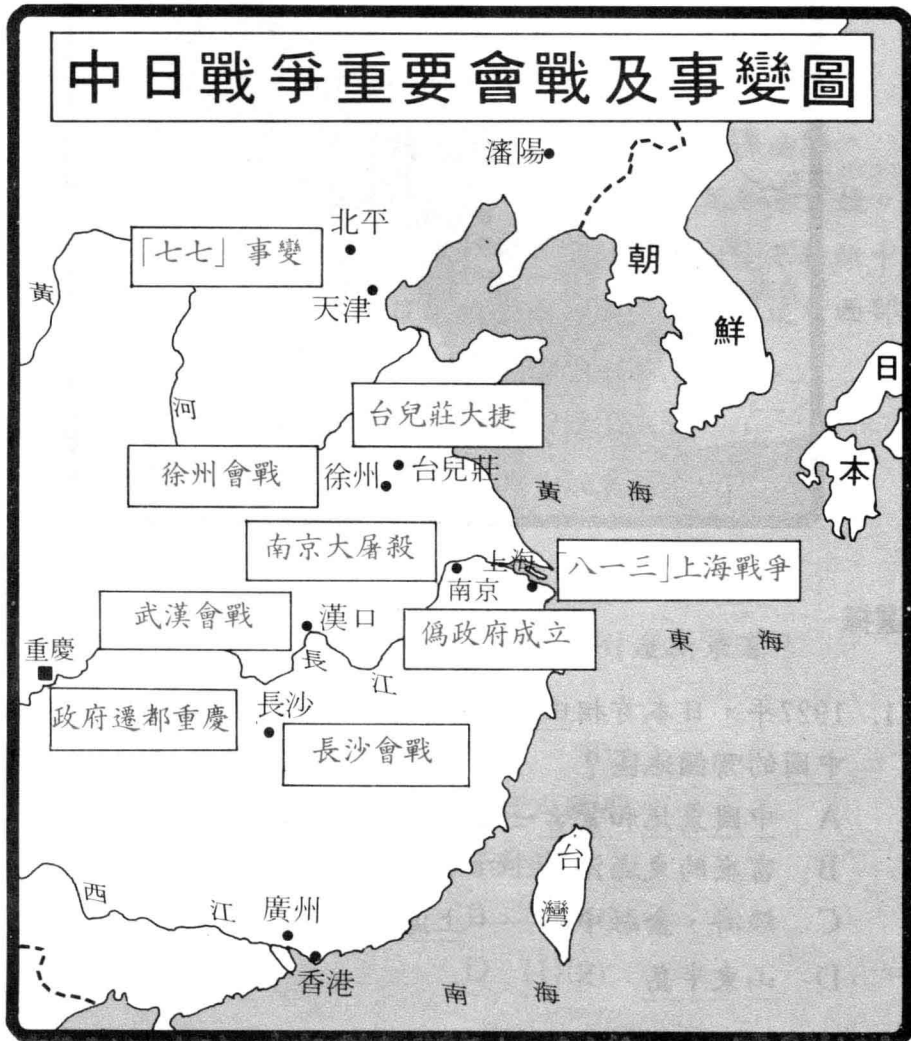 中日戰爭重要會戰及事變圖
瀋陽
北平
「七七」事變
天津
黃
河
朝
鮮
日
本
台兒莊大捷
徐州會戰
徐州
台兒莊
黃 海
南京大屠殺
上海
「八一三」上海戰爭
南京
武漢會戰
漢口
偽政府成立
東 海
重慶
長
江
政府遷都重慶
長沙
長沙會戰
台
灣
西
江
廣州
香港
南 海